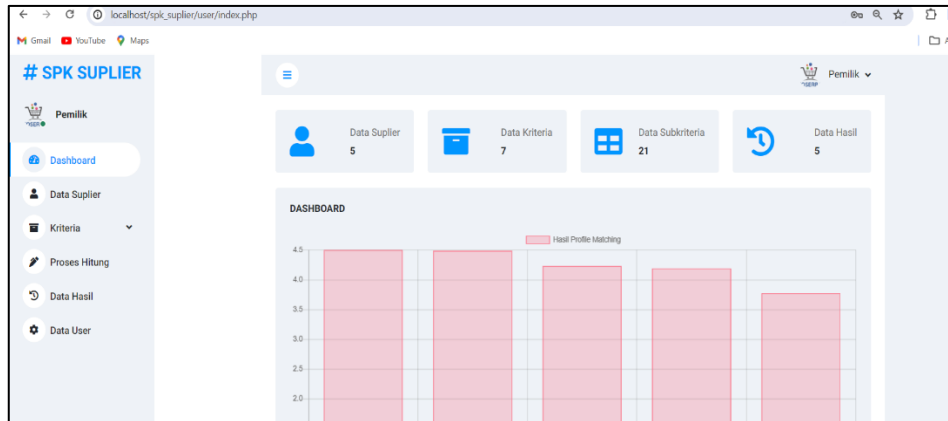 localhost/spk_suplier/user/index.php
Gmail YouTube Maps
# SPK SUPLIER
Pemilik
Pemilik
Dashboard
Data Suplier
Kriteria
Proses Hitung
Data Hasil
Data User
Data Suplier
5
Data Kriteria
7
Data Subkriteria
21
Data Hasil
5
DASHBOARD
Hasil Profile Matching
4.5
4.0
3.5
3.0
2.5
2.0